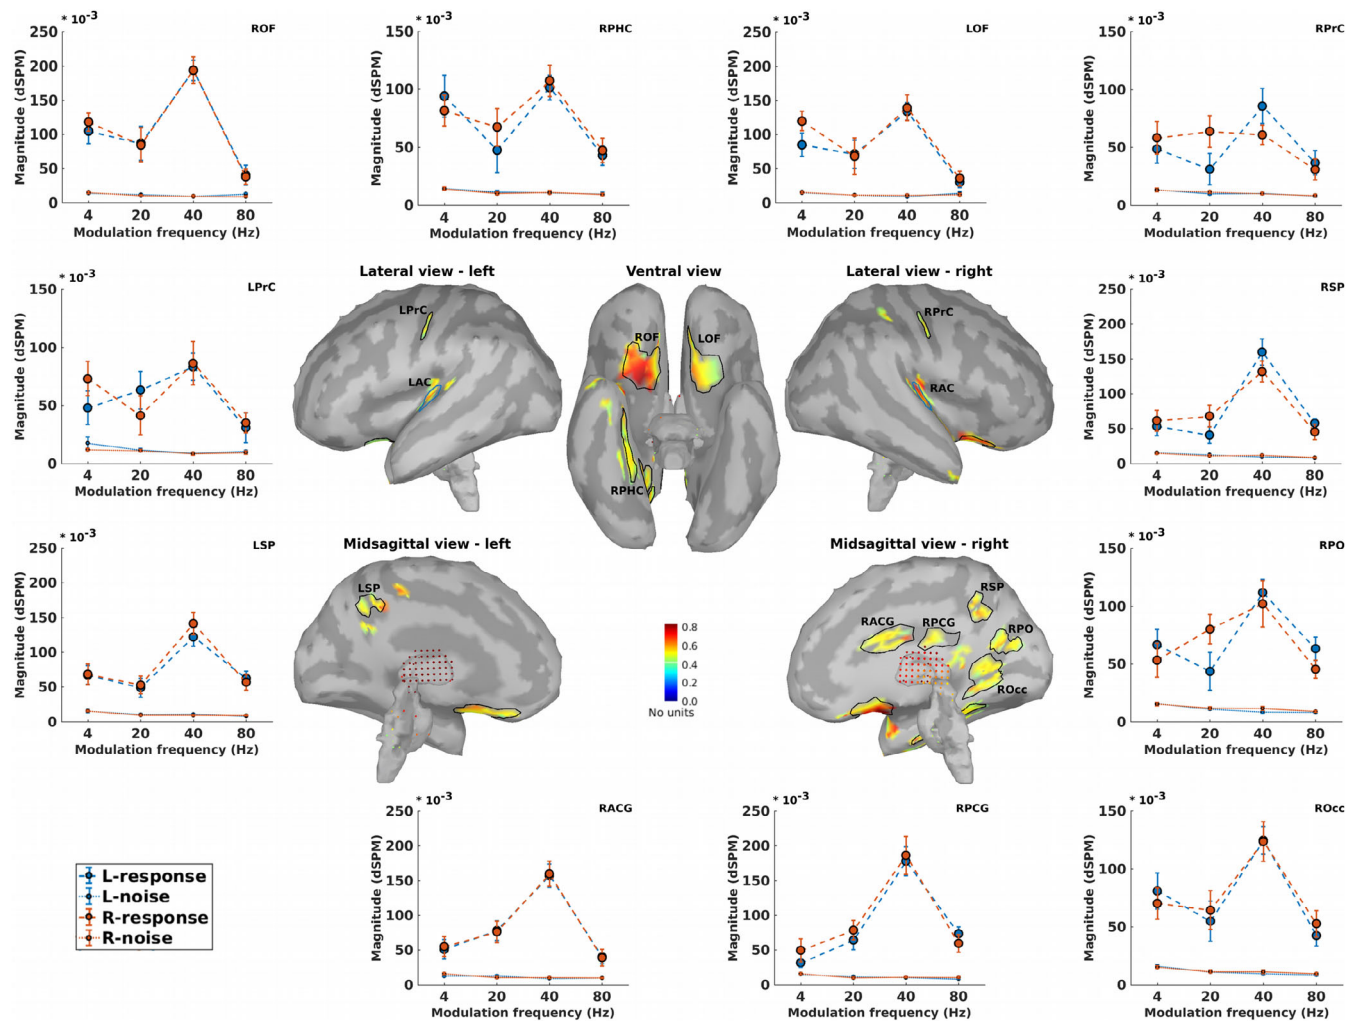 * 10⁻³ ROF
250
200
150
100
50
0
Magnitude (dSPM)
4 20 40 80
Modulation frequency (Hz)
* 10⁻³ RPHC
150
100
50
0
Magnitude (dSPM)
4 20 40 80
Modulation frequency (Hz)
* 10⁻³ LOF
250
200
150
100
50
0
Magnitude (dSPM)
4 20 40 80
Modulation frequency (Hz)
* 10⁻³ RPrC
150
100
50
0
Magnitude (dSPM)
4 20 40 80
Modulation frequency (Hz)
* 10⁻³ LPrC
150
100
50
0
Magnitude (dSPM)
4 20 40 80
Modulation frequency (Hz)
Lateral view - left
LPrC
LAC
Ventral view
ROF LOF
RPHC
Lateral view - right
RPrC
RAC
* 10⁻³ RSP
250
200
150
100
50
0
Magnitude (dSPM)
4 20 40 80
Modulation frequency (Hz)
* 10⁻³ LSP
250
200
150
100
50
0
Magnitude (dSPM)
4 20 40 80
Modulation frequency (Hz)
Midsagittal view - left
LSP
0.8
0.6
0.4
0.2
0.0
No units
Midsagittal view - right
RSP
RACG RPCG RPO
ROcc
* 10⁻³ RPO
150
100
50
0
Magnitude (dSPM)
4 20 40 80
Modulation frequency (Hz)
L-response
L-noise
R-response
R-noise
* 10⁻³ RACG
250
200
150
100
50
0
Magnitude (dSPM)
4 20 40 80
Modulation frequency (Hz)
* 10⁻³ RPCG
250
200
150
100
50
0
Magnitude (dSPM)
4 20 40 80
Modulation frequency (Hz)
* 10⁻³ ROcc
150
100
50
0
Magnitude (dSPM)
4 20 40 80
Modulation frequency (Hz)